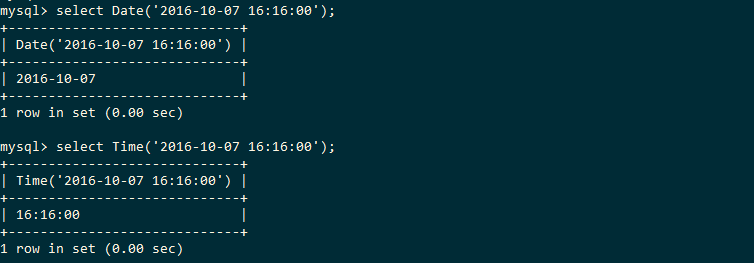 mysql> select Date('2016-10-07 16:16:00');
+-----------------------------+
| Date('2016-10-07 16:16:00') |
+-----------------------------+
| 2016-10-07                  |
+-----------------------------+
1 row in set (0.00 sec)
mysql> select Time('2016-10-07 16:16:00');
+-----------------------------+
| Time('2016-10-07 16:16:00') |
+-----------------------------+
| 16:16:00                    |
+-----------------------------+
1 row in set (0.00 sec)